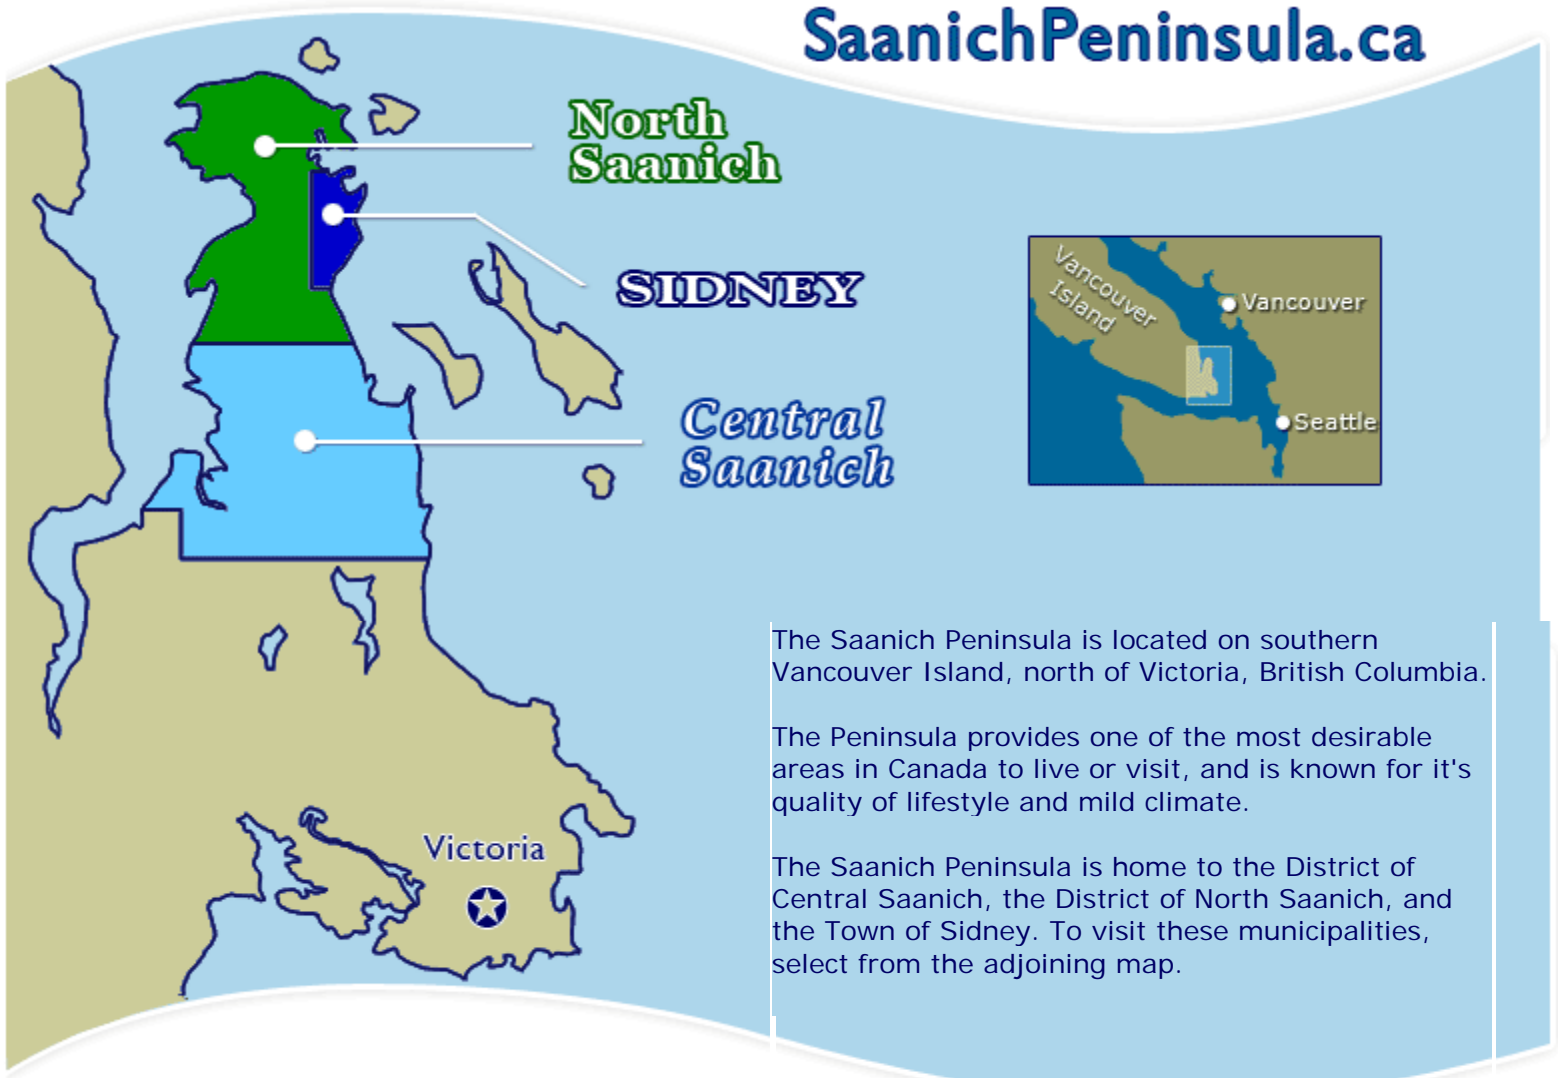 SaanichPeninsula.ca
North
Saanich
SIDNEY
Central
Saanich
Vancouver
Island
Vancouver
Seattle
The Saanich Peninsula is located on southern
Vancouver Island, north of Victoria, British Columbia.
The Peninsula provides one of the most desirable
areas in Canada to live or visit, and is known for it's
quality of lifestyle and mild climate.
The Saanich Peninsula is home to the District of
Central Saanich, the District of North Saanich, and
the Town of Sidney. To visit these municipalities,
select from the adjoining map.
Victoria